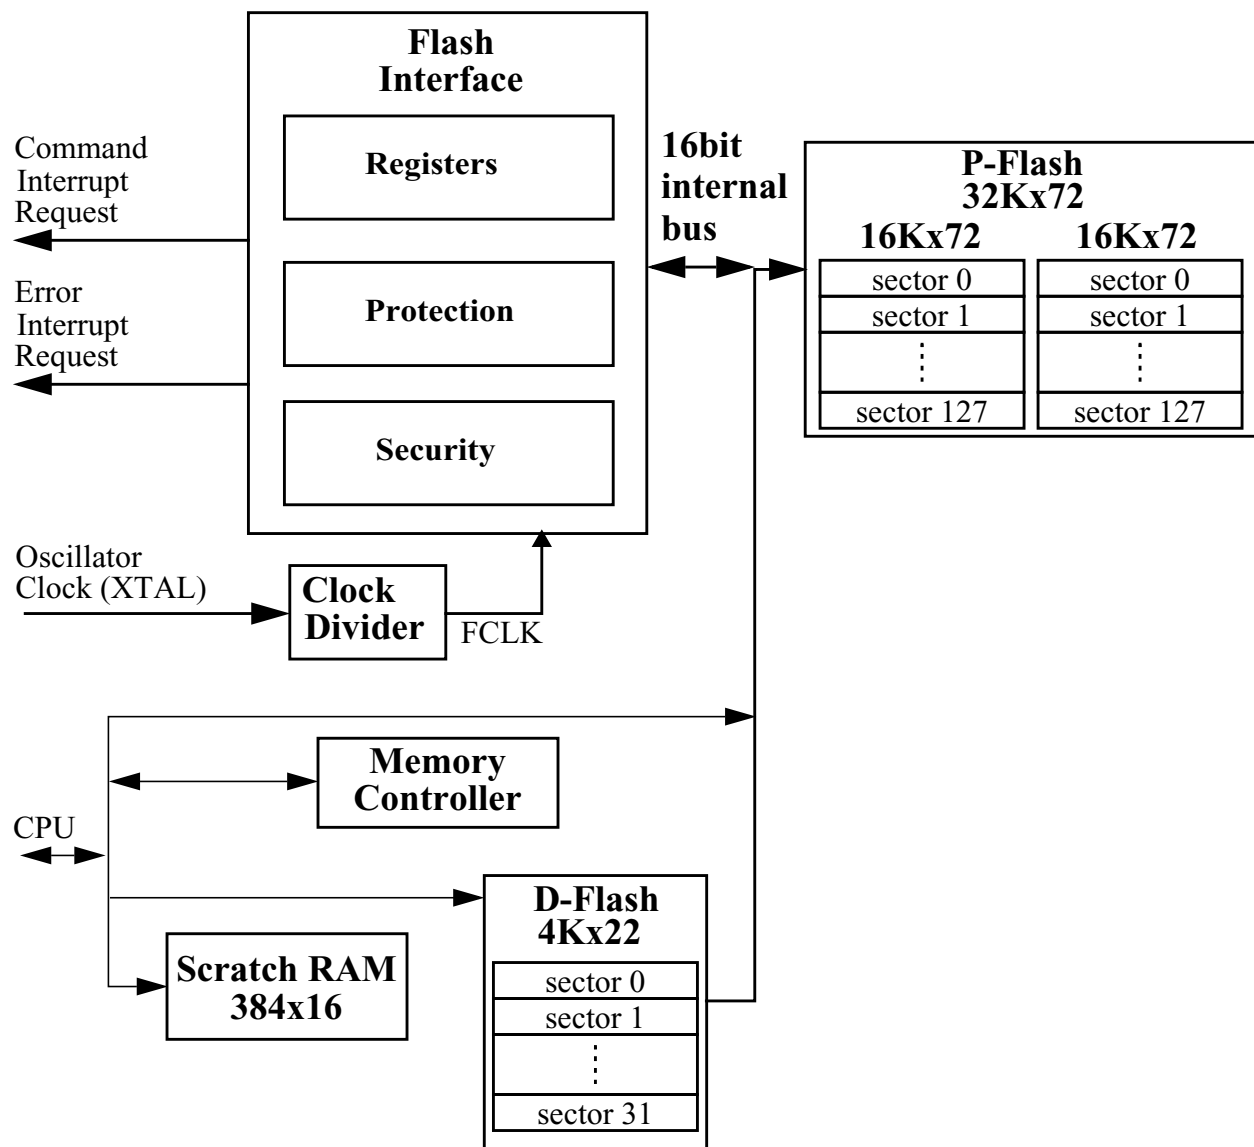 Flash
Interface
Registers
Protection
Security
Command
Interrupt
Request
Error
Interrupt
Request
16bit
internal
bus
P-Flash
32Kx72
16Kx72
16Kx72
sector 0
sector 0
sector 1
sector 1
sector 127
sector 127
Oscillator
Clock (XTAL)
Clock
Divider
FCLK
Memory
Controller
CPU
D-Flash
4Kx22
sector 0
sector 1
sector 31
Scratch RAM
384x16